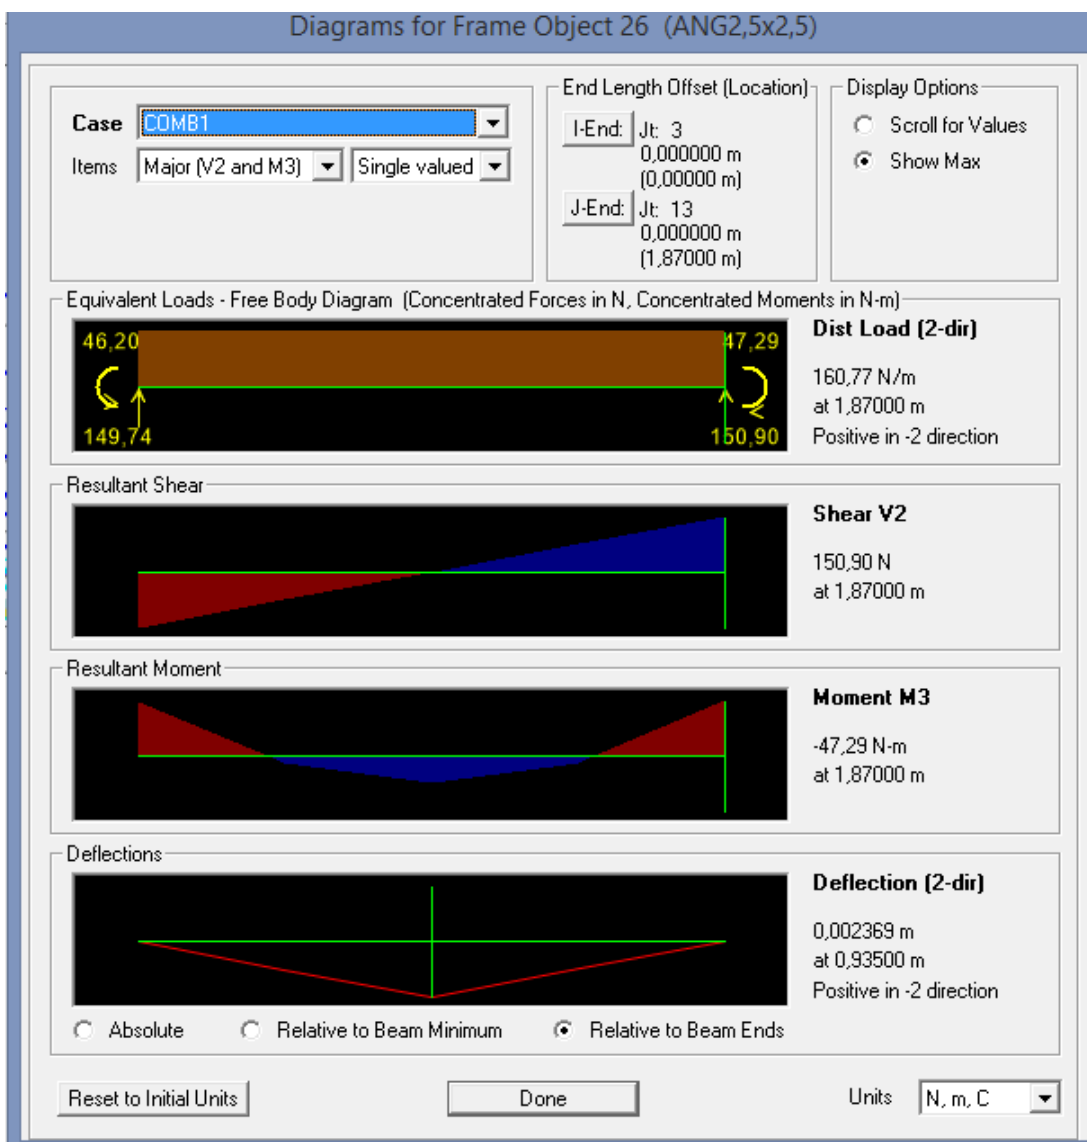 Diagrams for Frame Object 26 (ANG2,5x2,5)
Case COMB1
Items Major (V2 and M3) Single valued
End Length Offset (Location)
I-End: Jt: 3
0,000000 m
(0,00000 m)
J-End: Jt: 13
0,000000 m
(1,87000 m)
Display Options
Scroll for Values
Show Max
Equivalent Loads - Free Body Diagram (Concentrated Forces in N, Concentrated Moments in N-m)
46,20
47,29
149,74
150,90
Dist Load (2-dir)
160,77 N/m
at 1,87000 m
Positive in -2 direction
Resultant Shear
Shear V2
150,90 N
at 1,87000 m
Resultant Moment
Moment M3
-47,29 N-m
at 1,87000 m
Deflections
Deflection (2-dir)
0,002369 m
at 0,93500 m
Positive in -2 direction
Absolute Relative to Beam Minimum Relative to Beam Ends
Reset to Initial Units Done Units N, m, C